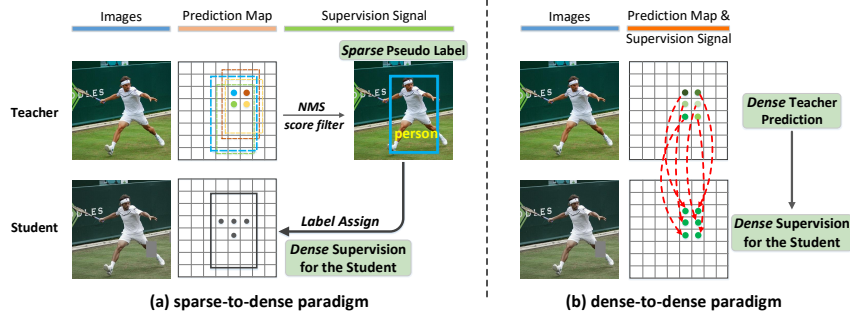 Images
Prediction Map
Supervision Signal
Sparse Pseudo Label
Teacher
NMS
score filter
person
Student
Label Assign
Dense Supervision
for the Student
(a) sparse-to-dense paradigm
Images
Prediction Map &
Supervision Signal
Dense Teacher
Prediction
Dense Supervision
for the Student
(b) dense-to-dense paradigm